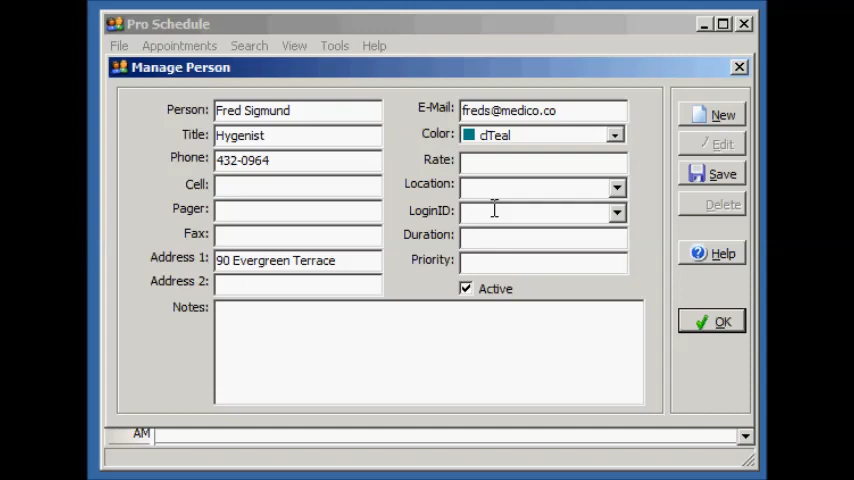 Pro Schedule
File Appointments Search View Tools Help
Manage Person
Person: Fred Sigmund
Title: Hygenist
Phone: 432-0964
Cell:
Pager:
Fax:
Address 1: 90 Evergreen Terrace
Address 2:
Notes:
E-Mail: freds@medico.co
Color: clTeal
Rate:
Location:
LoginID:
Duration:
Priority:
Active
New
Edit
Save
Delete
Help
OK
AM